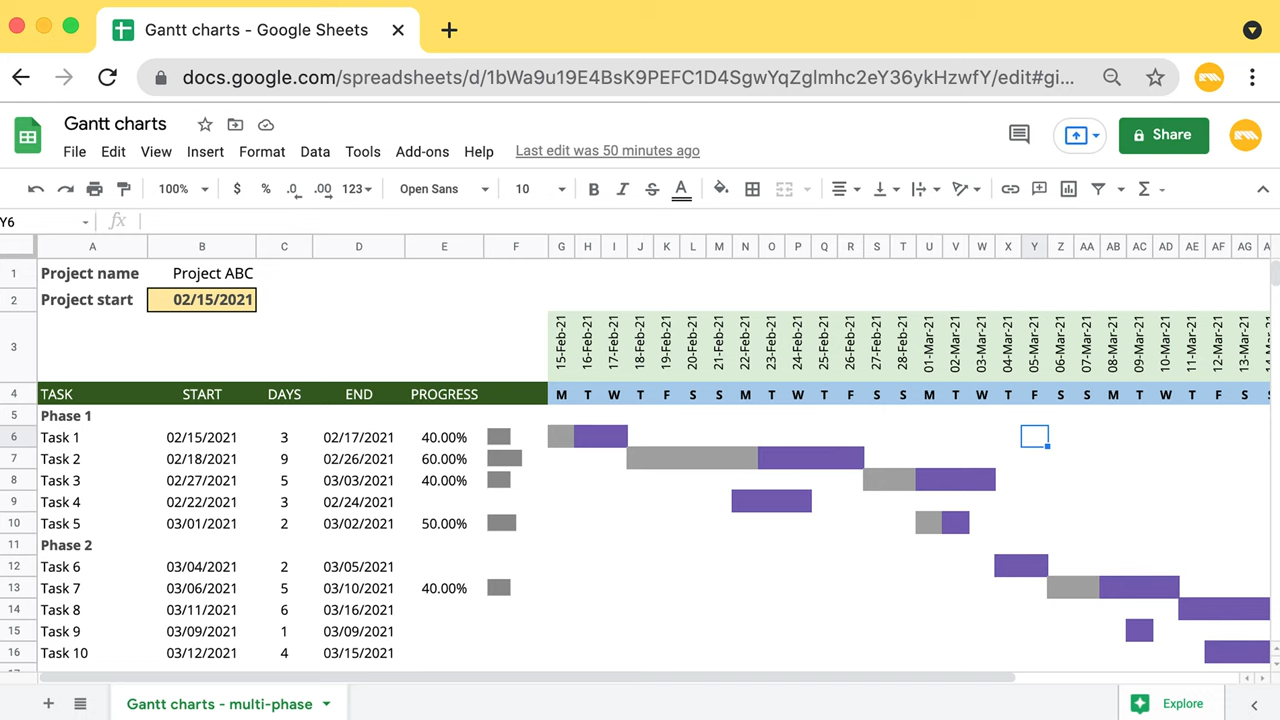 Gantt charts - Google Sheets
docs.google.com/spreadsheets/d/1bWa9u19E4BsK9PEFC1D4SgwYqZglmhc2eY36ykHzwfY/edit#gi...
Gantt charts
File Edit View Insert Format Data Tools Add-ons Help Last edit was 50 minutes ago
Share
100% $ % .0 .00 123 Open Sans 10 B I S A
Y6 fx
A B C D E F G H I J K L M N O P Q R S T U V W X Y Z AA AB AC AD AE AF AG
1 Project name Project ABC
2 Project start 02/15/2021
3 15-Feb-21 16-Feb-21 17-Feb-21 18-Feb-21 19-Feb-21 20-Feb-21 21-Feb-21 22-Feb-21 23-Feb-21 24-Feb-21 25-Feb-21 26-Feb-21 27-Feb-21 28-Feb-21 01-Mar-21 02-Mar-21 03-Mar-21 04-Mar-21 05-Mar-21 06-Mar-21 07-Mar-21 08-Mar-21 09-Mar-21 10-Mar-21 11-Mar-21 12-Mar-21 13-Mar-21
4 TASK START DAYS END PROGRESS M T W T F S S M T W T F S S M T W T F S S M T W T F S
5 Phase 1
6 Task 1 02/15/2021 3 02/17/2021 40.00%
7 Task 2 02/18/2021 9 02/26/2021 60.00%
8 Task 3 02/27/2021 5 03/03/2021 40.00%
9 Task 4 02/22/2021 3 02/24/2021
10 Task 5 03/01/2021 2 03/02/2021 50.00%
11 Phase 2
12 Task 6 03/04/2021 2 03/05/2021
13 Task 7 03/06/2021 5 03/10/2021 40.00%
14 Task 8 03/11/2021 6 03/16/2021
15 Task 9 03/09/2021 1 03/09/2021
16 Task 10 03/12/2021 4 03/15/2021
Gantt charts - multi-phase
Explore